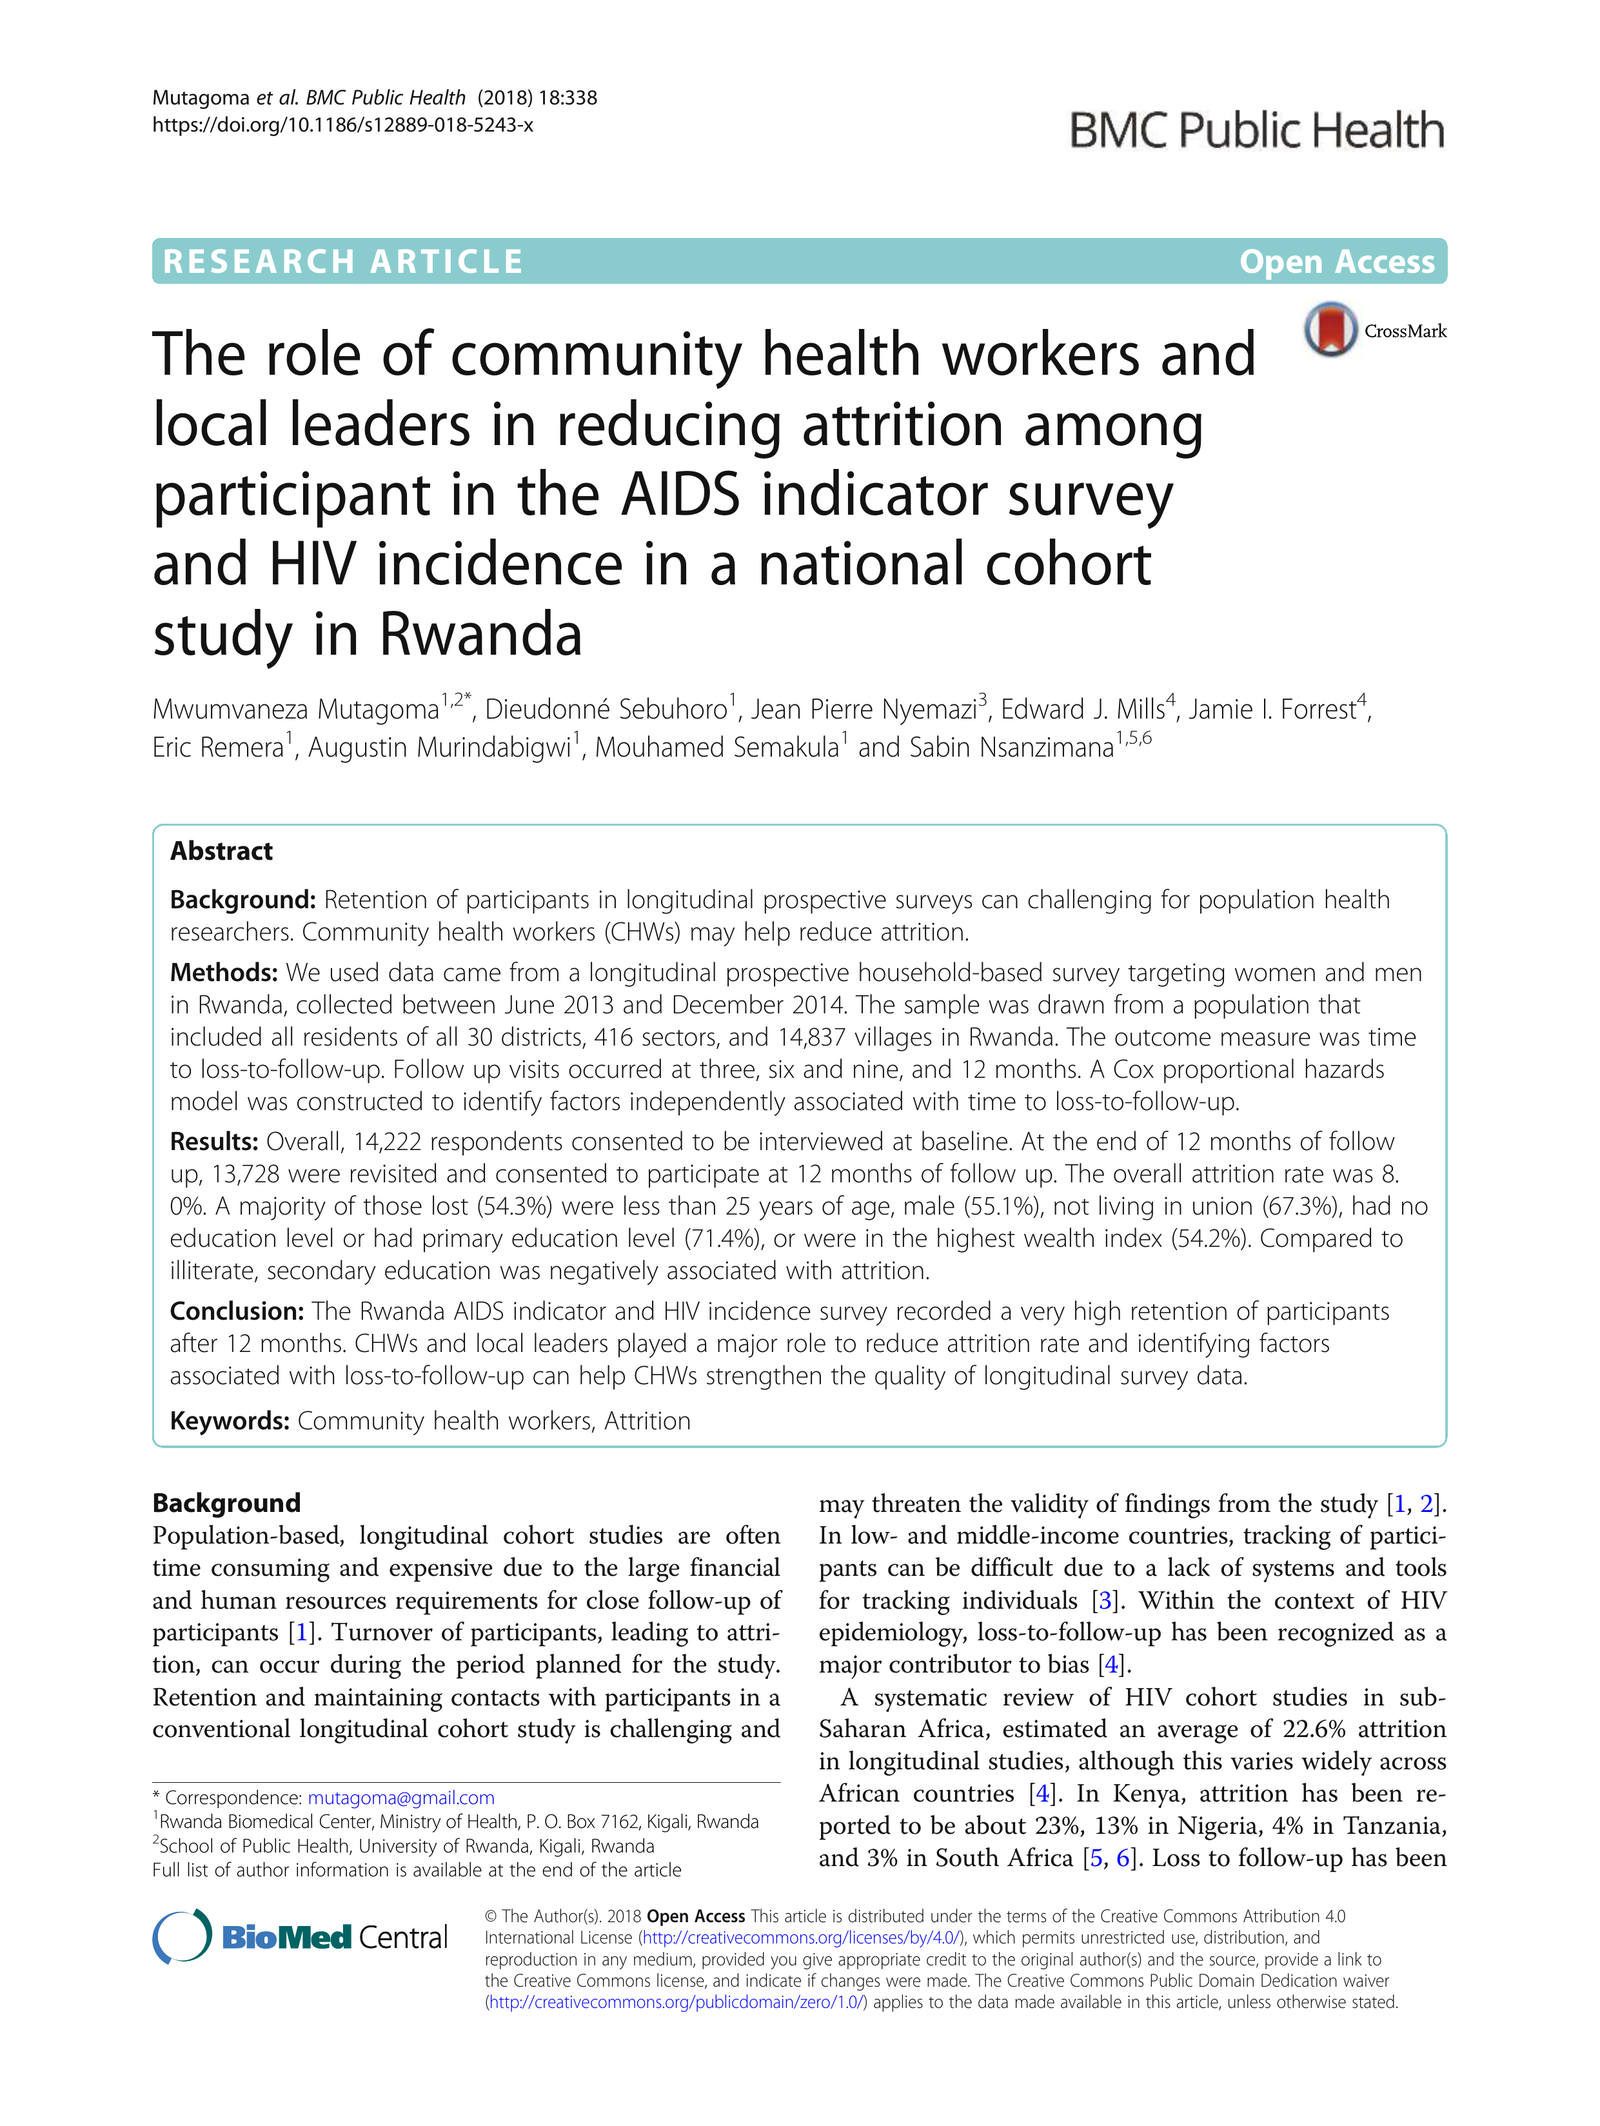 Mutagoma et al. BMC Public Health (2018) 18:338
https://doi.org/10.1186/s12889-018-5243-x
BMC Public Health
RESEARCH ARTICLE
Open Access
CrossMark
The role of community health workers and
local leaders in reducing attrition among
participant in the AIDS indicator survey
and HIV incidence in a national cohort
study in Rwanda
Mwumvaneza Mutagoma1,2*, Dieudonné Sebuhoro1, Jean Pierre Nyemazi3, Edward J. Mills4, Jamie I. Forrest4,
Eric Remera1, Augustin Murindabigwi1, Mouhamed Semakula1 and Sabin Nsanzimana1,5,6
Abstract
Background: Retention of participants in longitudinal prospective surveys can challenging for population health
researchers. Community health workers (CHWs) may help reduce attrition.
Methods: We used data came from a longitudinal prospective household-based survey targeting women and men
in Rwanda, collected between June 2013 and December 2014. The sample was drawn from a population that
included all residents of all 30 districts, 416 sectors, and 14,837 villages in Rwanda. The outcome measure was time
to loss-to-follow-up. Follow up visits occurred at three, six and nine, and 12 months. A Cox proportional hazards
model was constructed to identify factors independently associated with time to loss-to-follow-up.
Results: Overall, 14,222 respondents consented to be interviewed at baseline. At the end of 12 months of follow
up, 13,728 were revisited and consented to participate at 12 months of follow up. The overall attrition rate was 8.
0%. A majority of those lost (54.3%) were less than 25 years of age, male (55.1%), not living in union (67.3%), had no
education level or had primary education level (71.4%), or were in the highest wealth index (54.2%). Compared to
illiterate, secondary education was negatively associated with attrition.
Conclusion: The Rwanda AIDS indicator and HIV incidence survey recorded a very high retention of participants
after 12 months. CHWs and local leaders played a major role to reduce attrition rate and identifying factors
associated with loss-to-follow-up can help CHWs strengthen the quality of longitudinal survey data.
Keywords: Community health workers, Attrition
Background
Population-based, longitudinal cohort studies are often
time consuming and expensive due to the large financial
and human resources requirements for close follow-up of
participants [1]. Turnover of participants, leading to attri-
tion, can occur during the period planned for the study.
Retention and maintaining contacts with participants in a
conventional longitudinal cohort study is challenging and
may threaten the validity of findings from the study [1, 2].
In low- and middle-income countries, tracking of partici-
pants can be difficult due to a lack of systems and tools
for tracking individuals [3]. Within the context of HIV
epidemiology, loss-to-follow-up has been recognized as a
major contributor to bias [4].
A systematic review of HIV cohort studies in sub-
Saharan Africa, estimated an average of 22.6% attrition
in longitudinal studies, although this varies widely across
African countries [4]. In Kenya, attrition has been re-
ported to be about 23%, 13% in Nigeria, 4% in Tanzania,
and 3% in South Africa [5, 6]. Loss to follow-up has been
* Correspondence: mutagoma@gmail.com
1Rwanda Biomedical Center, Ministry of Health, P. O. Box 7162, Kigali, Rwanda
2School of Public Health, University of Rwanda, Kigali, Rwanda
Full list of author information is available at the end of the article
BioMed Central
© The Author(s). 2018 Open Access This article is distributed under the terms of the Creative Commons Attribution 4.0
International License (http://creativecommons.org/licenses/by/4.0/), which permits unrestricted use, distribution, and
reproduction in any medium, provided you give appropriate credit to the original author(s) and the source, provide a link to
the Creative Commons license, and indicate if changes were made. The Creative Commons Public Domain Dedication waiver
(http://creativecommons.org/publicdomain/zero/1.0/) applies to the data made available in this article, unless otherwise stated.